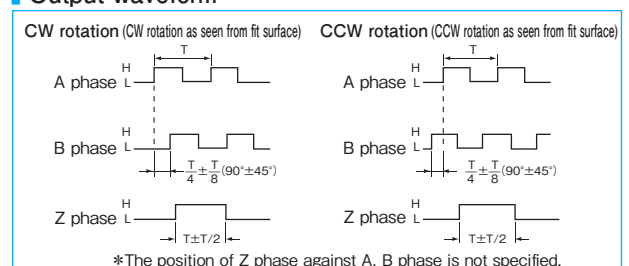 Output waveform
CW rotation (CW rotation as seen from fit surface)
T
A phase H L
B phase H L
T/4 ± T/8 (90°±45°)
Z phase H L
T±T/2
CCW rotation (CCW rotation as seen from fit surface)
T
A phase H L
B phase H L
T/4 ± T/8 (90°±45°)
Z phase H L
T±T/2
*The position of Z phase against A, B phase is not specified.